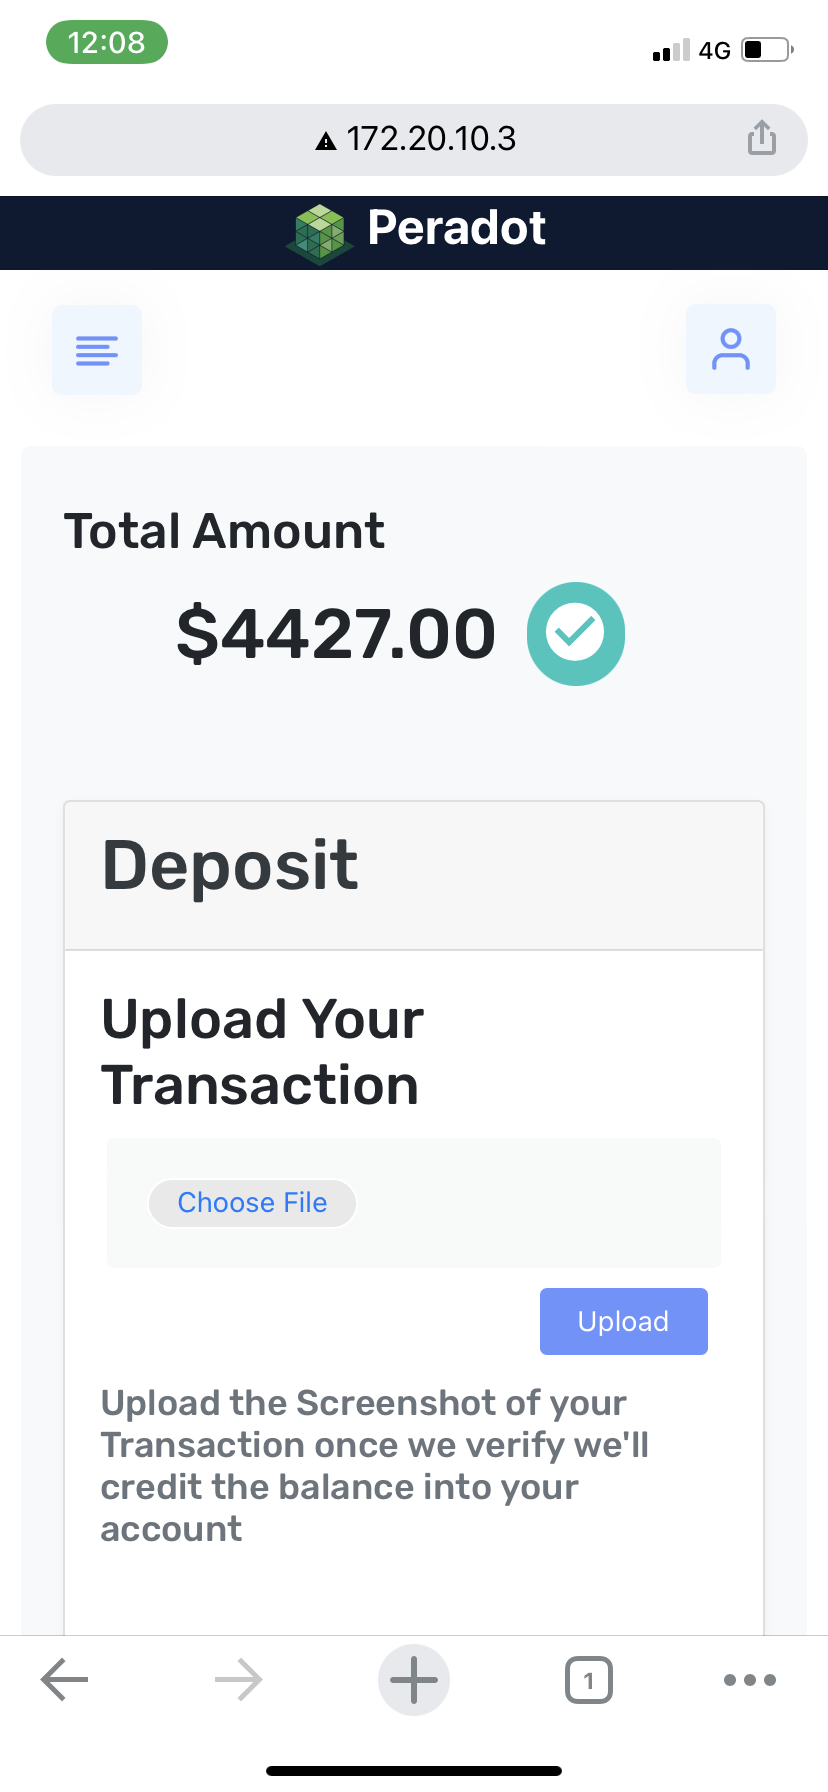 12:08
4G
172.20.10.3
Peradot
Total Amount
$4427.00
Deposit
Upload Your
Transaction
Choose File
Upload
Upload the Screenshot of your
Transaction once we verify we'll
credit the balance into your
account
1